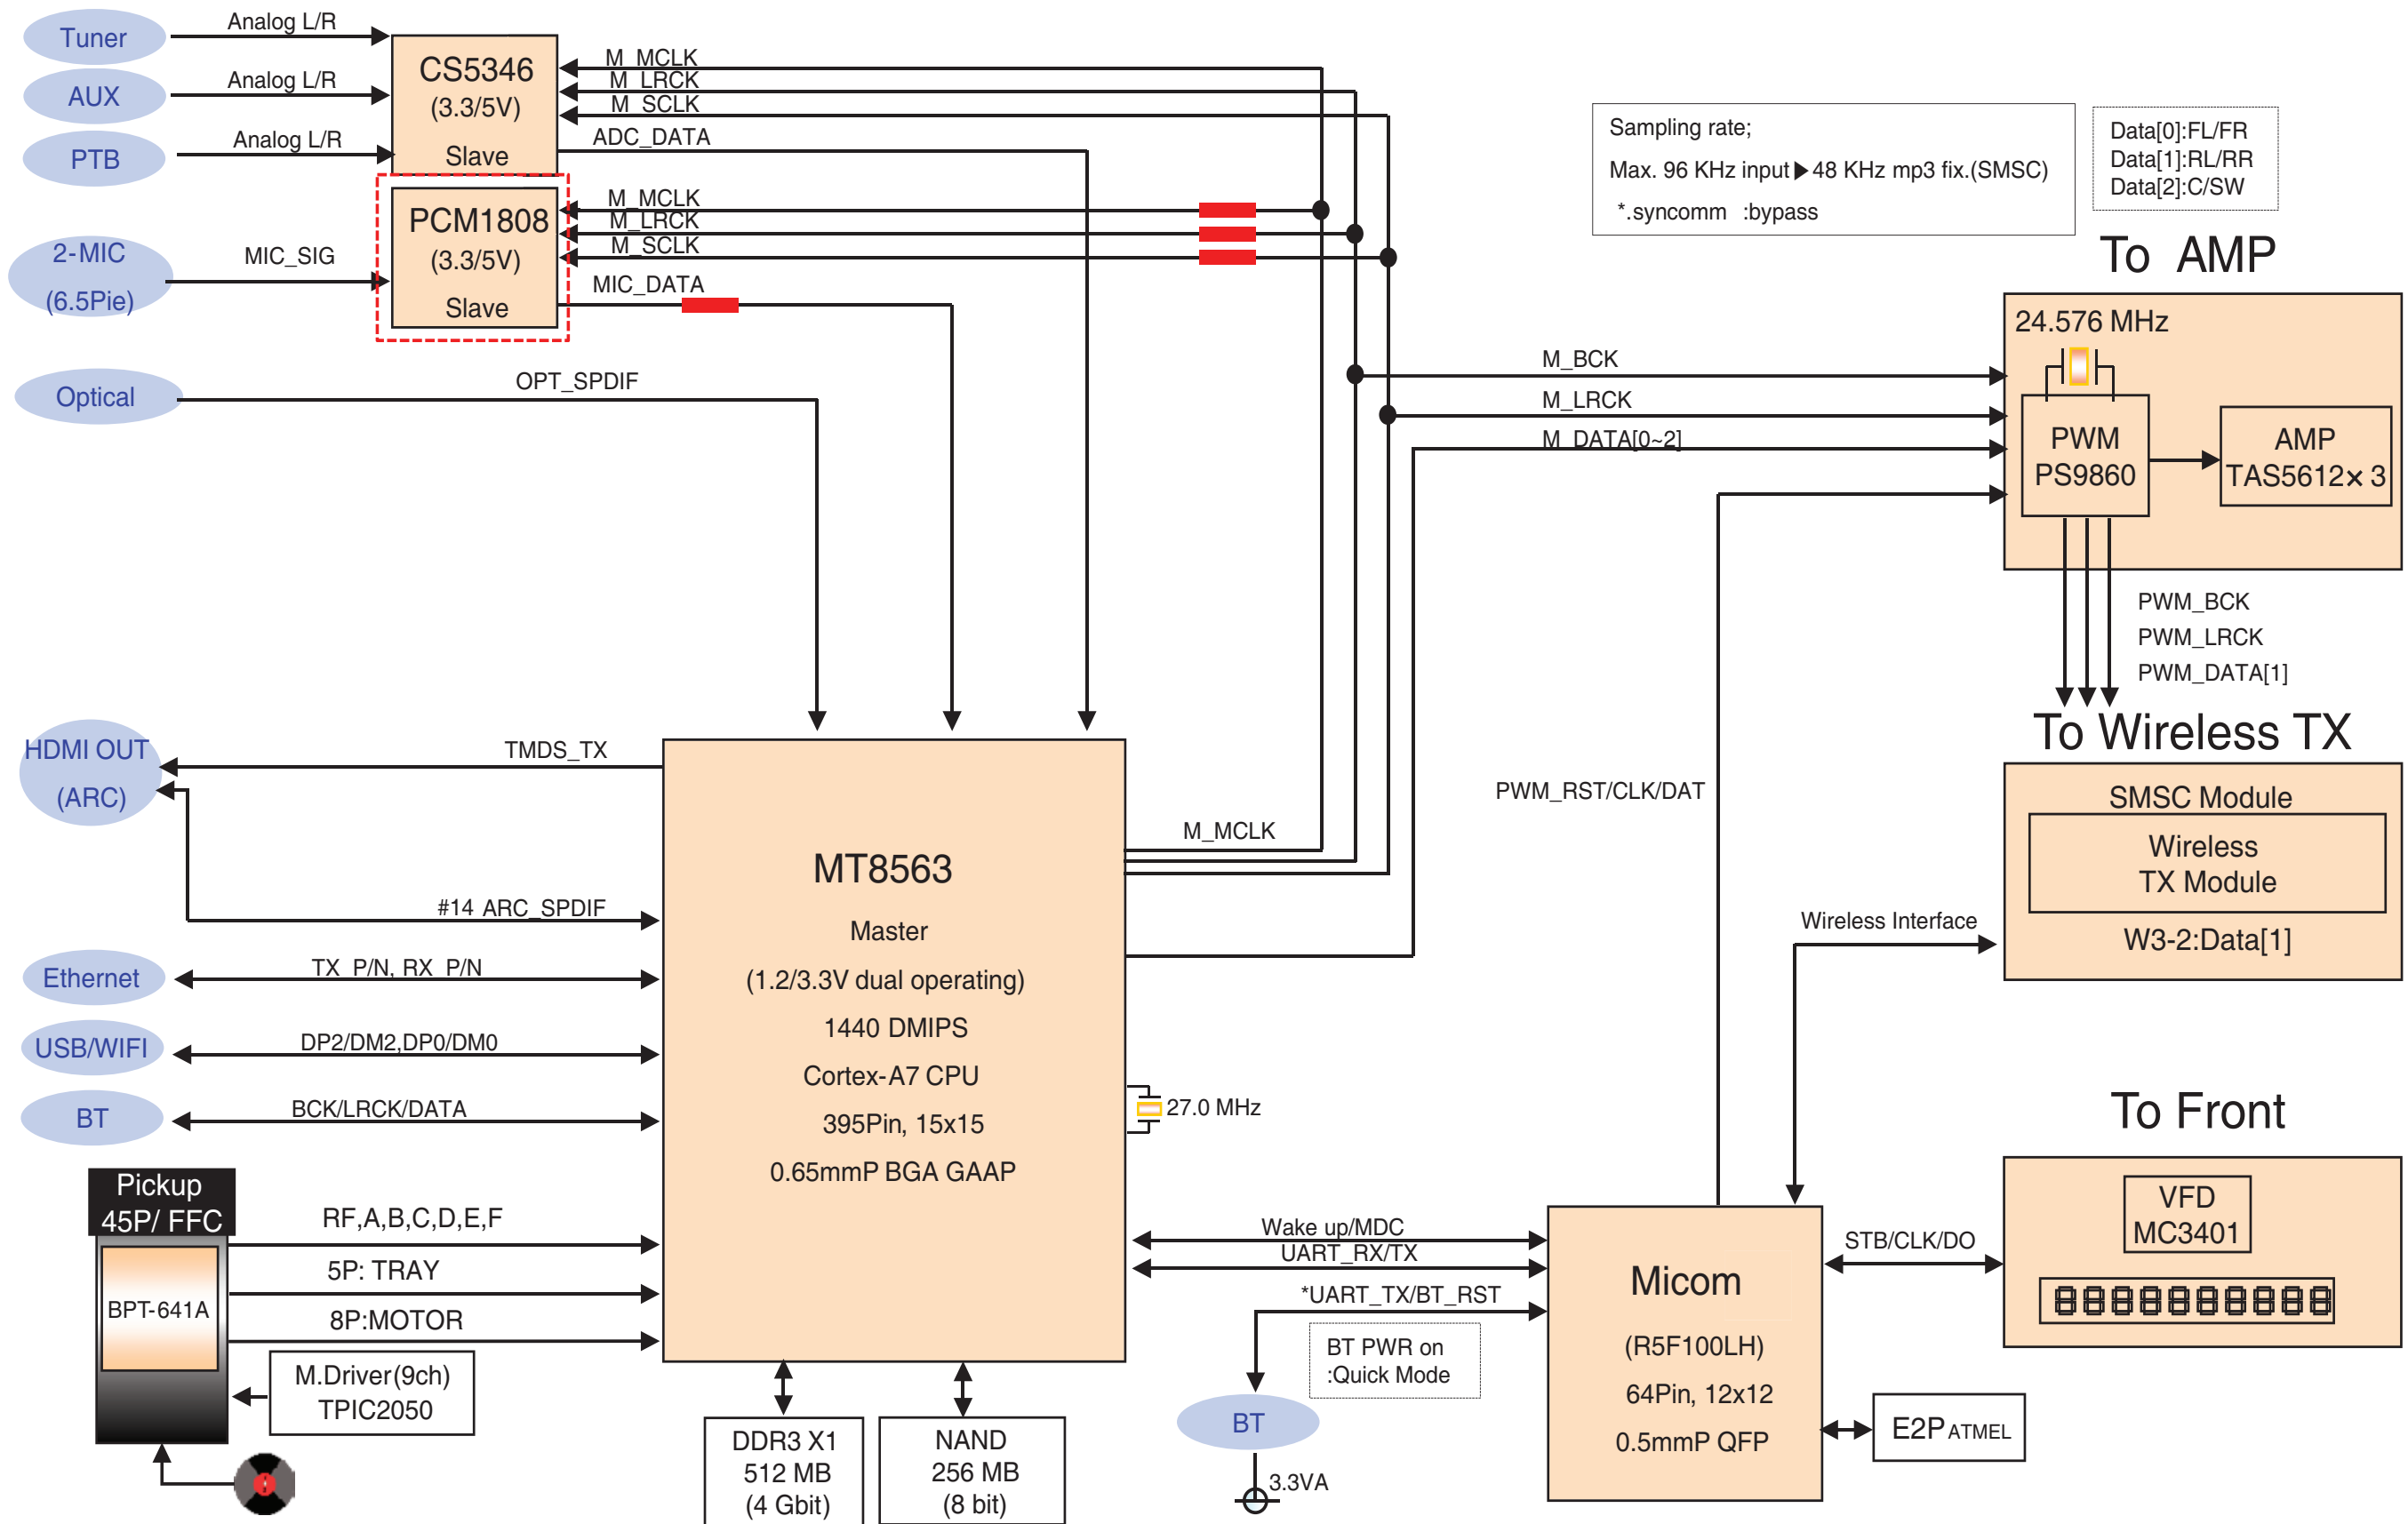 Tuner
Analog L/R
AUX
Analog L/R
PTB
Analog L/R
CS5346
(3.3/5V)
Slave
M_MCLK
M_LRCK
M_SCLK
ADC_DATA
2-MIC
(6.5Pie)
MIC_SIG
PCM1808
(3.3/5V)
Slave
M_MCLK
M_LRCK
M_SCLK
MIC_DATA
Optical
OPT_SPDIF
Sampling rate;
Max. 96 KHz input▶48 KHz mp3 fix.(SMSC)
*.syncomm :bypass
Data[0]:FL/FR
Data[1]:RL/RR
Data[2]:C/SW
To AMP
24.576 MHz
PWM
PS9860
AMP
TAS5612× 3
M_BCK
M_LRCK
M_DATA[0~2]
PWM_BCK
PWM_LRCK
PWM_DATA[1]
To Wireless TX
SMSC Module
Wireless
TX Module
W3-2:Data[1]
PWM_RST/CLK/DAT
Wireless Interface
HDMI OUT
(ARC)
TMDS_TX
#14 ARC_SPDIF
Ethernet
TX_P/N, RX_P/N
USB/WIFI
DP2/DM2,DP0/DM0
BT
BCK/LRCK/DATA
MT8563
Master
(1.2/3.3V dual operating)
1440 DMIPS
Cortex-A7 CPU
395Pin, 15x15
0.65mmP BGA GAAP
M_MCLK
27.0 MHz
Pickup
45P/ FFC
BPT-641A
RF,A,B,C,D,E,F
5P: TRAY
8P:MOTOR
M.Driver(9ch)
TPIC2050
DDR3 X1
512 MB
(4 Gbit)
NAND
256 MB
(8 bit)
Wake up/MDC
UART_RX/TX
*UART_TX/BT_RST
BT PWR on
:Quick Mode
BT
3.3VA
Micom
(R5F100LH)
64Pin, 12x12
0.5mmP QFP
STB/CLK/DO
E2P ATMEL
To Front
VFD
MC3401